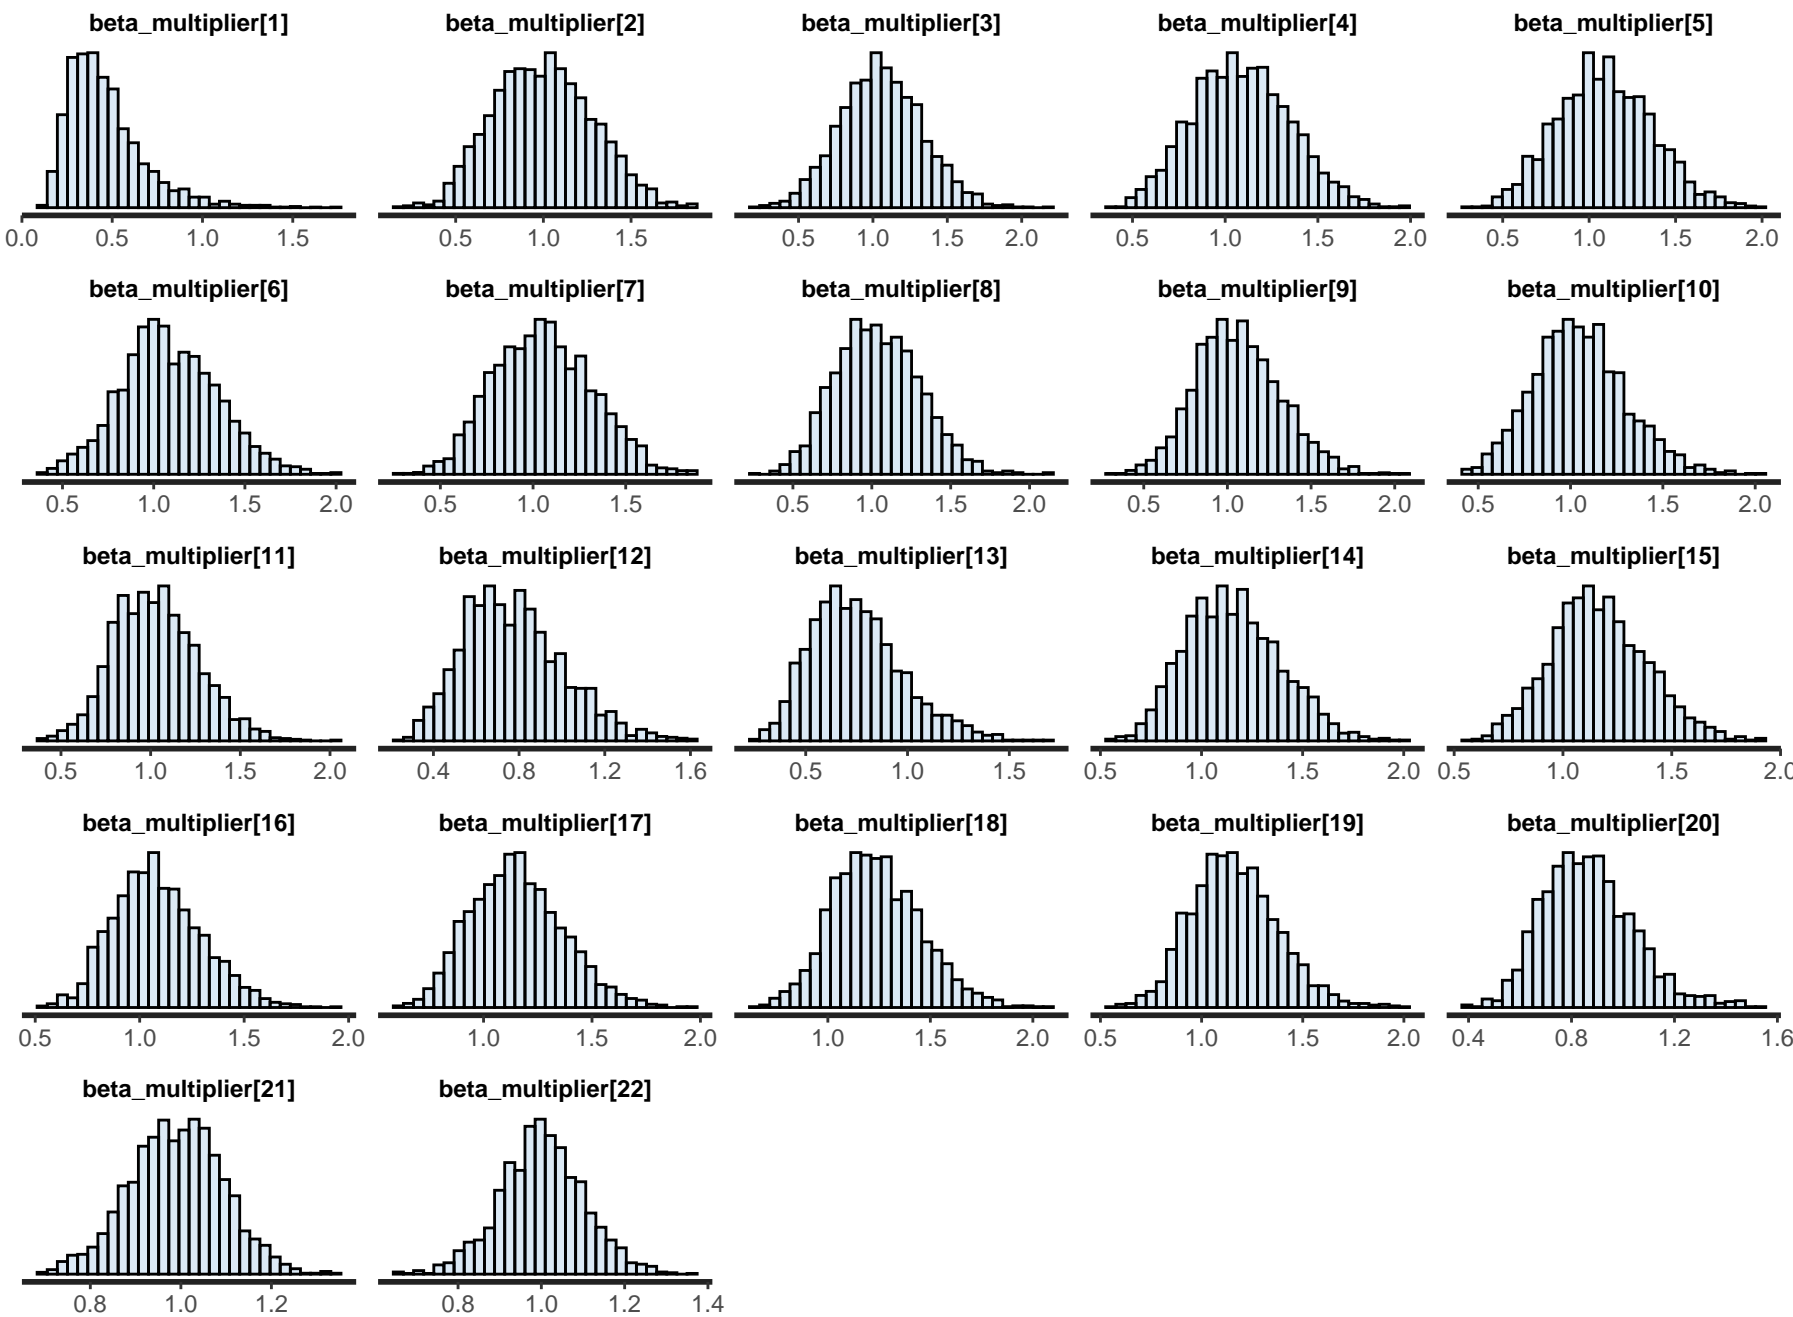 beta_multiplier[1] beta_multiplier[2] beta_multiplier[3] beta_multiplier[4] beta_multiplier[5]
0.0 0.5 1.0 1.5 0.5 1.0 1.5 0.5 1.0 1.5 2.0 0.5 1.0 1.5 2.0 0.5 1.0 1.5 2.0
beta_multiplier[6] beta_multiplier[7] beta_multiplier[8] beta_multiplier[9] beta_multiplier[10]
0.5 1.0 1.5 2.0 0.5 1.0 1.5 0.5 1.0 1.5 2.0 0.5 1.0 1.5 2.0 0.5 1.0 1.5 2.0
beta_multiplier[11] beta_multiplier[12] beta_multiplier[13] beta_multiplier[14] beta_multiplier[15]
0.5 1.0 1.5 2.0 0.4 0.8 1.2 1.6 0.5 1.0 1.5 0.5 1.0 1.5 2.0 0.5 1.0 1.5 2.0
beta_multiplier[16] beta_multiplier[17] beta_multiplier[18] beta_multiplier[19] beta_multiplier[20]
0.5 1.0 1.5 2.0 1.0 1.5 2.0 1.0 1.5 2.0 0.5 1.0 1.5 2.0 0.4 0.8 1.2 1.6
beta_multiplier[21] beta_multiplier[22]
0.8 1.0 1.2 0.8 1.0 1.2 1.4